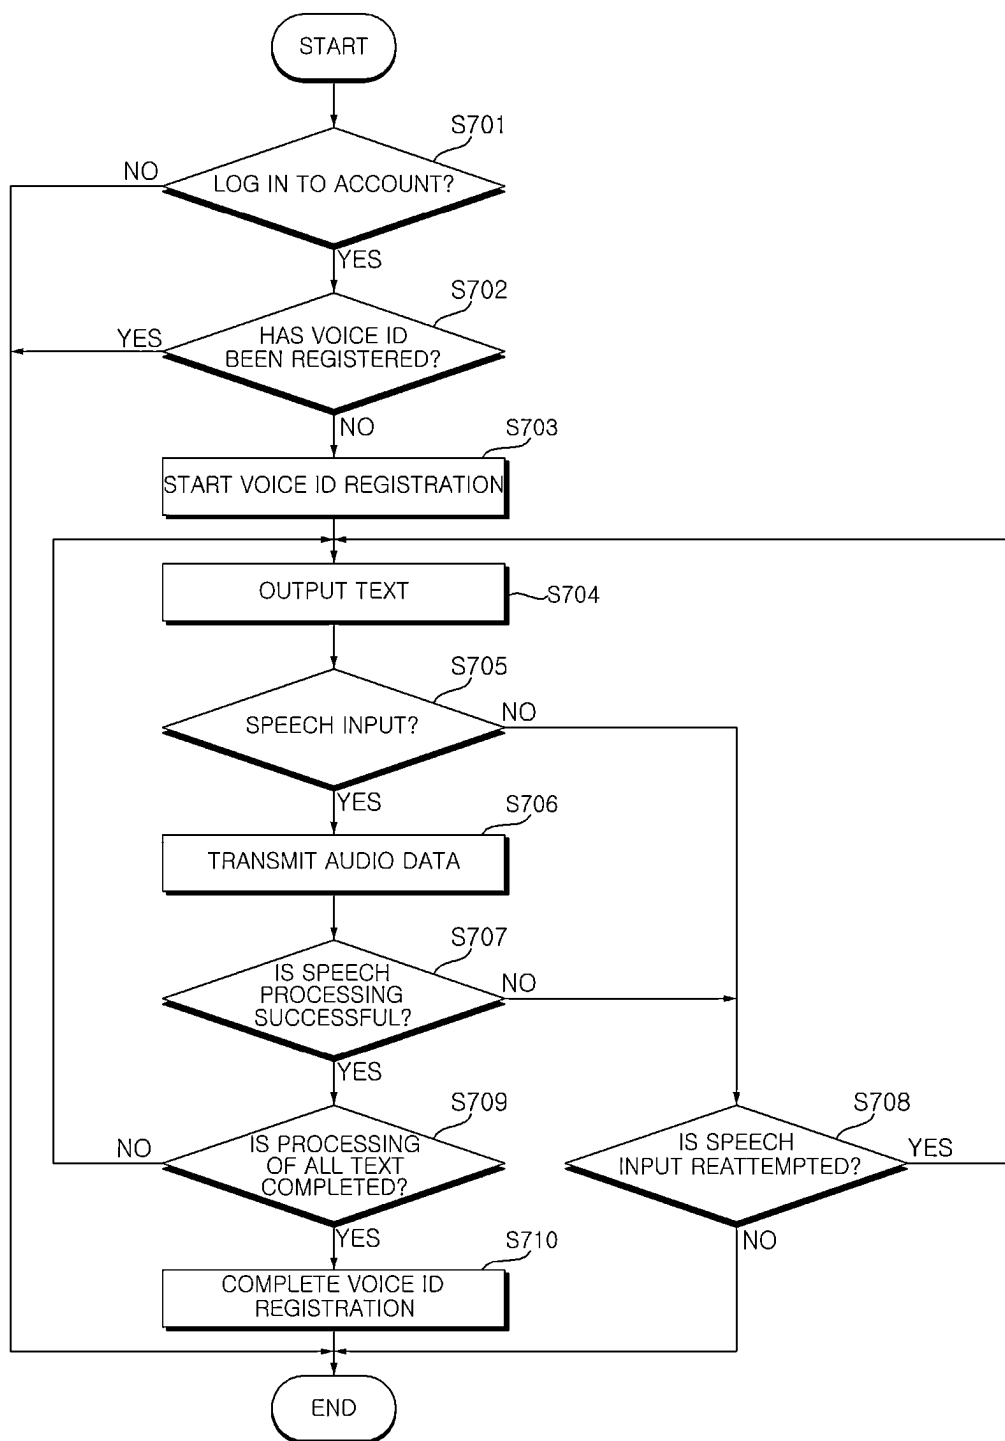 START
S701
NO
LOG IN TO ACCOUNT?
YES
S702
YES
HAS VOICE ID
BEEN REGISTERED?
NO
S703
START VOICE ID REGISTRATION
OUTPUT TEXT
S704
S705
NO
SPEECH INPUT?
YES
S706
TRANSMIT AUDIO DATA
S707
IS SPEECH
PROCESSING
SUCCESSFUL?
NO
YES
S709
NO
IS PROCESSING
OF ALL TEXT
COMPLETED?
S708
IS SPEECH
INPUT REATTEMPTED?
YES
YES
NO
S710
COMPLETE VOICE ID
REGISTRATION
END